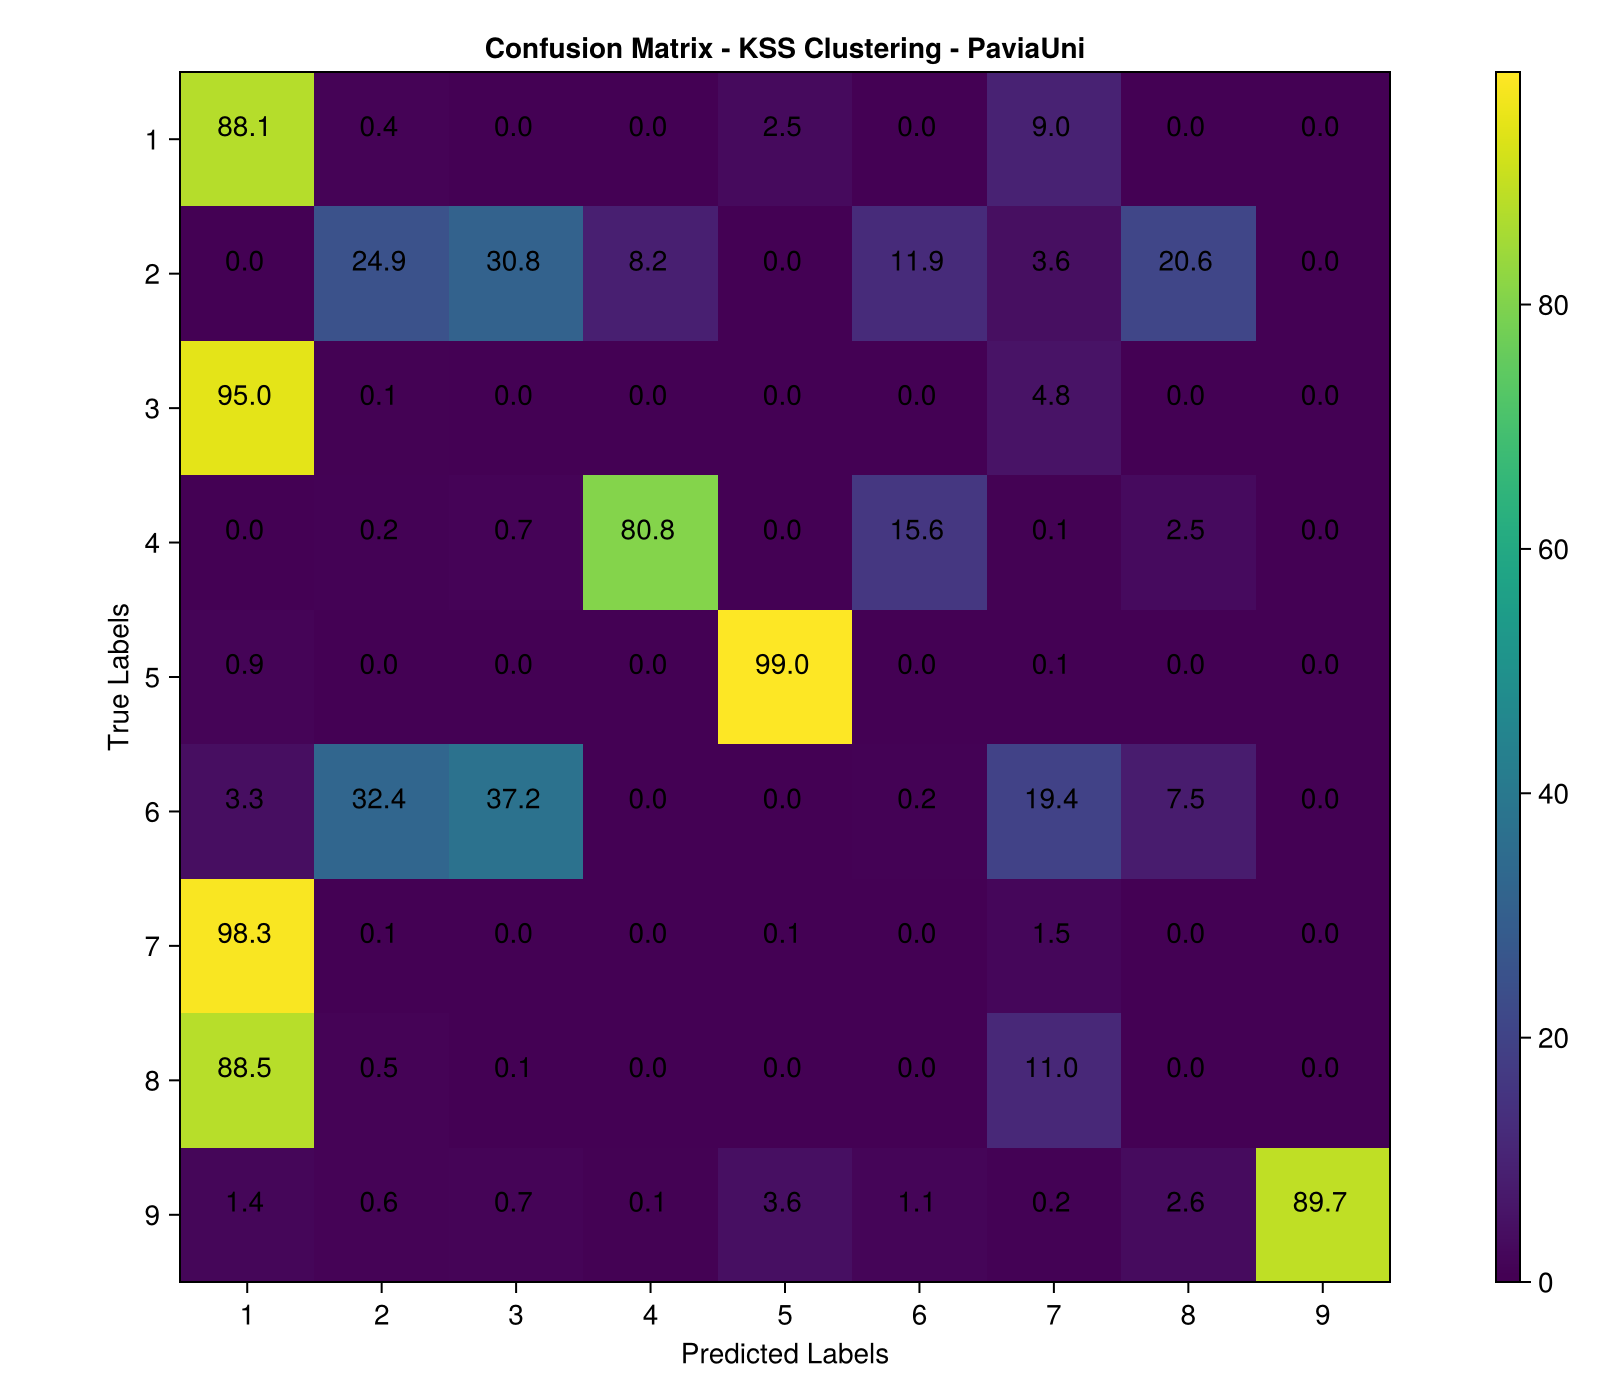 Confusion Matrix - KSS Clustering - PaviaUni
1 88.1 0.4 0.0 0.0 2.5 0.0 9.0 0.0 0.0
2 0.0 24.9 30.8 8.2 0.0 11.9 3.6 20.6 0.0
3 95.0 0.1 0.0 0.0 0.0 0.0 4.8 0.0 0.0
4 0.0 0.2 0.7 80.8 0.0 15.6 0.1 2.5 0.0
5 0.9 0.0 0.0 0.0 99.0 0.0 0.1 0.0 0.0
6 3.3 32.4 37.2 0.0 0.0 0.2 19.4 7.5 0.0
7 98.3 0.1 0.0 0.0 0.1 0.0 1.5 0.0 0.0
8 88.5 0.5 0.1 0.0 0.0 0.0 11.0 0.0 0.0
9 1.4 0.6 0.7 0.1 3.6 1.1 0.2 2.6 89.7
1 2 3 4 5 6 7 8 9
Predicted Labels
True Labels
80
60
40
20
0